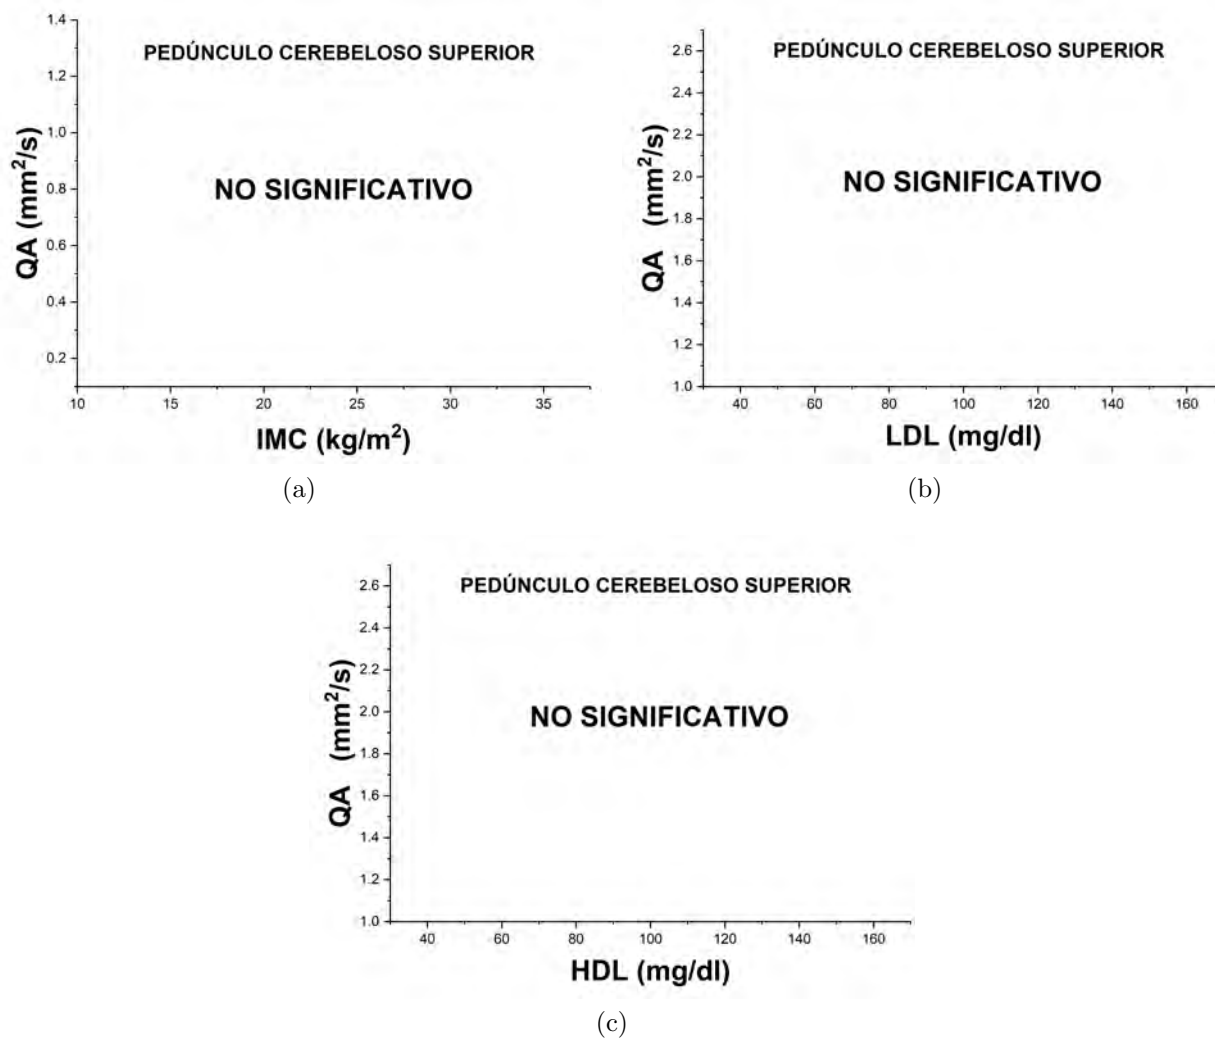 PEDÚNCULO CEREBELOSO SUPERIOR
NO SIGNIFICATIVO
QA (mm²/s)
1.4
1.2
1.0
0.8
0.6
0.4
0.2
10 15 20 25 30 35
IMC (kg/m²)
(a)
PEDÚNCULO CEREBELOSO SUPERIOR
NO SIGNIFICATIVO
QA (mm²/s)
2.6
2.4
2.2
2.0
1.8
1.6
1.4
1.2
1.0
40 60 80 100 120 140 160
LDL (mg/dl)
(b)
PEDÚNCULO CEREBELOSO SUPERIOR
NO SIGNIFICATIVO
QA (mm²/s)
2.6
2.4
2.2
2.0
1.8
1.6
1.4
1.2
1.0
40 60 80 100 120 140 160
HDL (mg/dl)
(c)